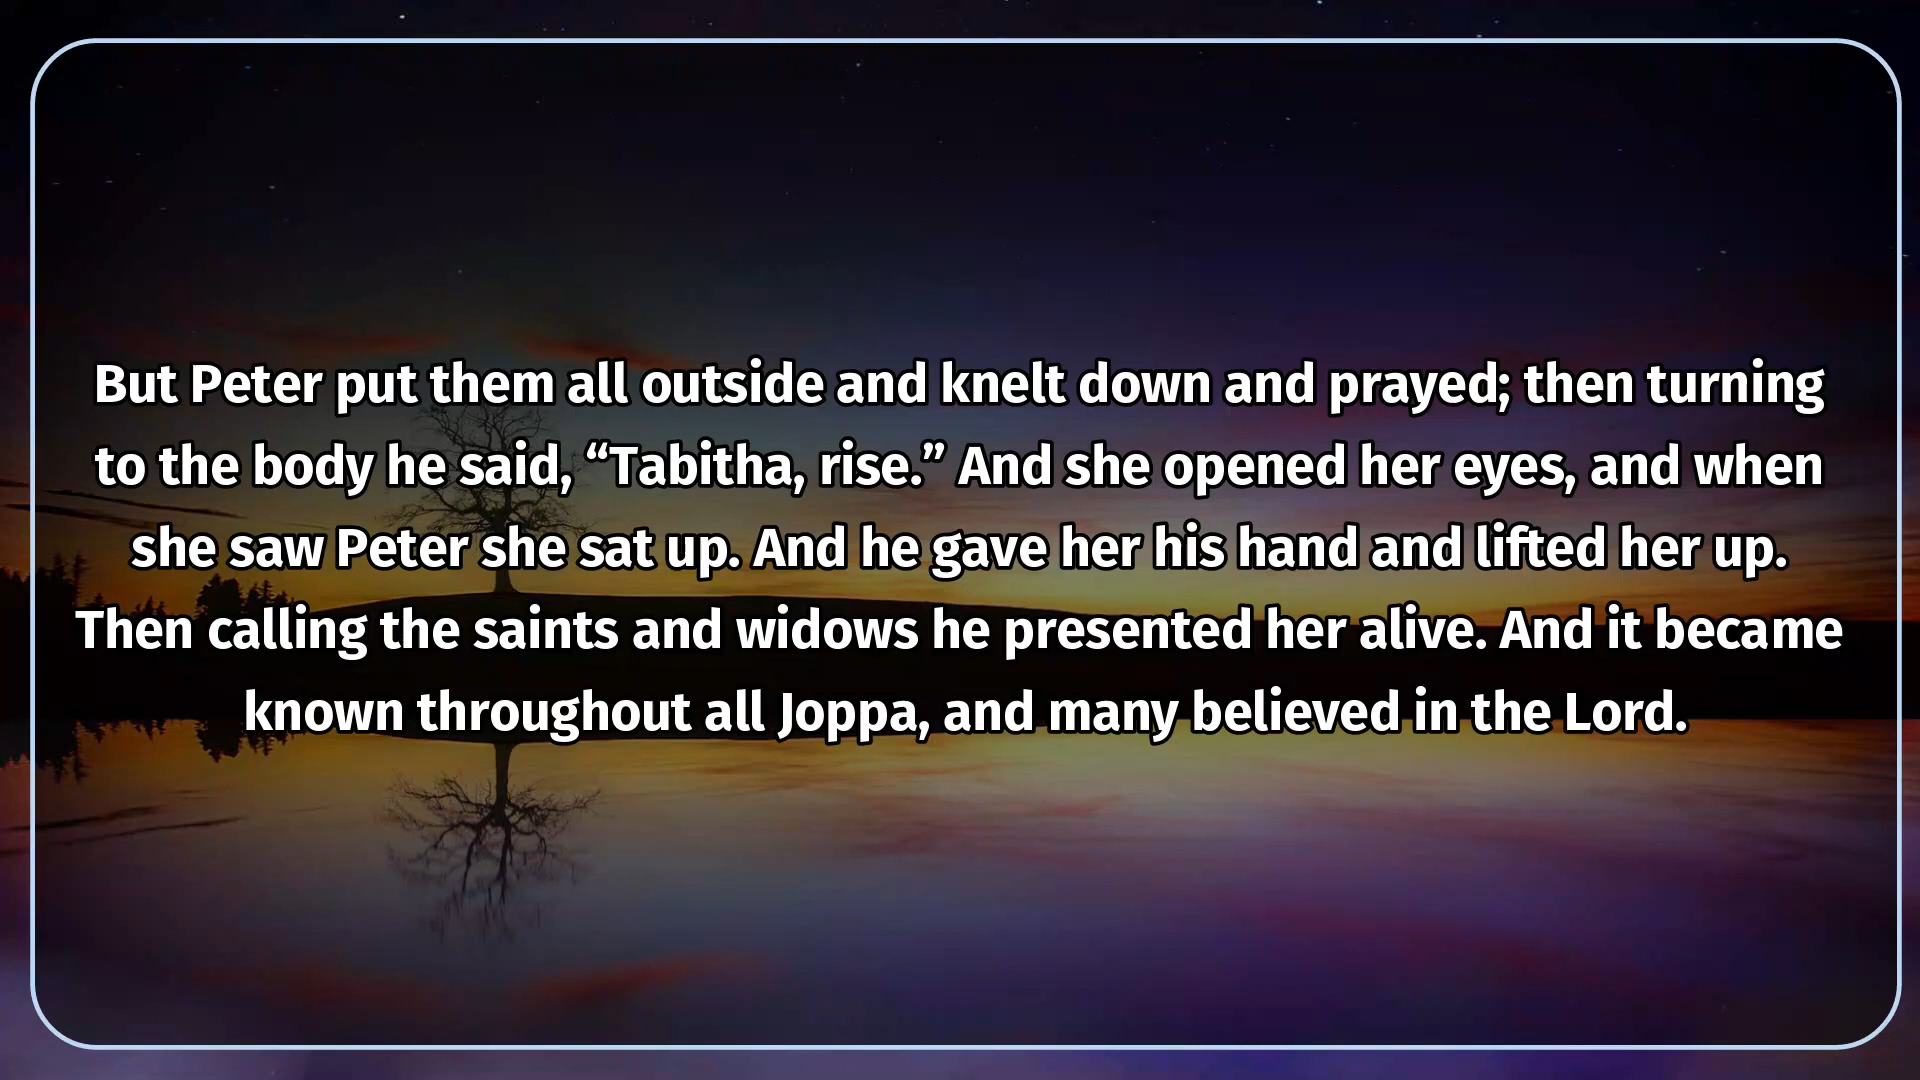 But Peter put them all outside and knelt down and prayed; then turning
to the body he said, “Tabitha, rise.” And she opened her eyes, and when
she saw Peter she sat up. And he gave her his hand and lifted her up.
Then calling the saints and widows he presented her alive. And it became
known throughout all Joppa, and many believed in the Lord.